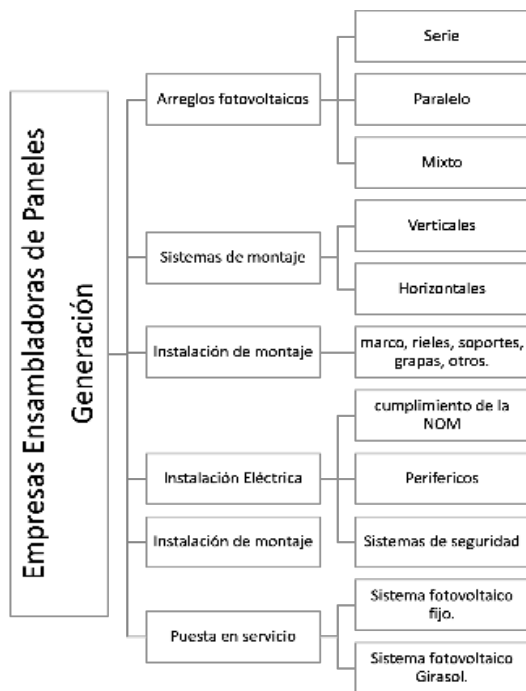 Empresas Ensambladoras de Paneles
Generación
Arreglos fotovoltaicos
Serie
Paralelo
Mixto
Sistemas de montaje
Verticales
Horizontales
Instalación de montaje
marco, rieles, soportes,
grapas, otros.
Instalación Eléctrica
cumplimiento de la
NOM
Perifericos
Sistemas de seguridad
Instalación de montaje
Puesta en servicio
Sistema fotovoltaico
fijo.
Sistema fotovoltaico
Girasol.